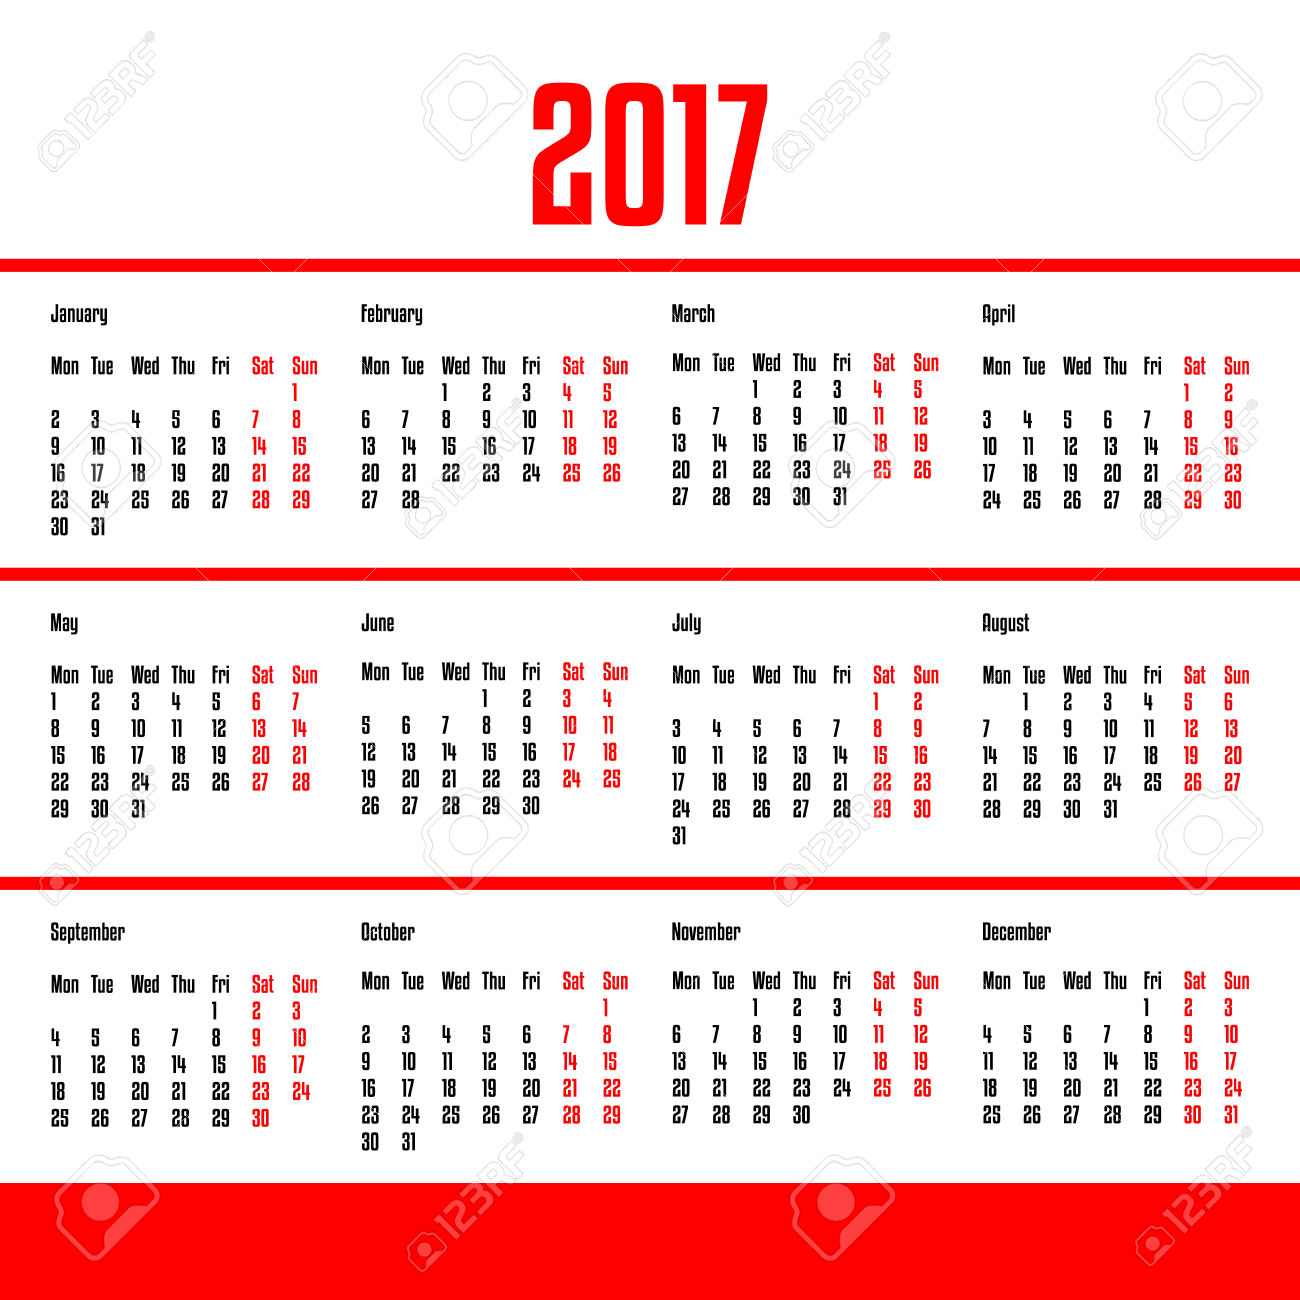 2017
January
Mon Tue Wed Thu Fri Sat Sun
1
2 3 4 5 6 7 8
9 10 11 12 13 14 15
16 17 18 19 20 21 22
23 24 25 26 27 28 29
30 31
February
Mon Tue Wed Thu Fri Sat Sun
1 2 3 4 5
6 7 8 9 10 11 12
13 14 15 16 17 18 19
20 21 22 23 24 25 26
27 28
March
Mon Tue Wed Thu Fri Sat Sun
1 2 3 4 5
6 7 8 9 10 11 12
13 14 15 16 17 18 19
20 21 22 23 24 25 26
27 28 29 30 31
April
Mon Tue Wed Thu Fri Sat Sun
1 2
3 4 5 6 7 8 9
10 11 12 13 14 15 16
17 18 19 20 21 22 23
24 25 26 27 28 29 30
May
Mon Tue Wed Thu Fri Sat Sun
1 2 3 4 5 6 7
8 9 10 11 12 13 14
15 16 17 18 19 20 21
22 23 24 25 26 27 28
29 30 31
June
Mon Tue Wed Thu Fri Sat Sun
1 2 3 4
5 6 7 8 9 10 11
12 13 14 15 16 17 18
19 20 21 22 23 24 25
26 27 28 29 30
July
Mon Tue Wed Thu Fri Sat Sun
1 2
3 4 5 6 7 8 9
10 11 12 13 14 15 16
17 18 19 20 21 22 23
24 25 26 27 28 29 30
31
August
Mon Tue Wed Thu Fri Sat Sun
1 2 3 4 5 6
7 8 9 10 11 12 13
14 15 16 17 18 19 20
21 22 23 24 25 26 27
28 29 30 31
September
Mon Tue Wed Thu Fri Sat Sun
1 2 3
4 5 6 7 8 9 10
11 12 13 14 15 16 17
18 19 20 21 22 23 24
25 26 27 28 29 30
October
Mon Tue Wed Thu Fri Sat Sun
1
2 3 4 5 6 7 8
9 10 11 12 13 14 15
16 17 18 19 20 21 22
23 24 25 26 27 28 29
30 31
November
Mon Tue Wed Thu Fri Sat Sun
1 2 3 4 5
6 7 8 9 10 11 12
13 14 15 16 17 18 19
20 21 22 23 24 25 26
27 28 29 30
December
Mon Tue Wed Thu Fri Sat Sun
1 2 3
4 5 6 7 8 9 10
11 12 13 14 15 16 17
18 19 20 21 22 23 24
25 26 27 28 29 30 31
123RF
123RF
123RF
123RF
123RF
123RF
123RF
123RF
123RF
123RF